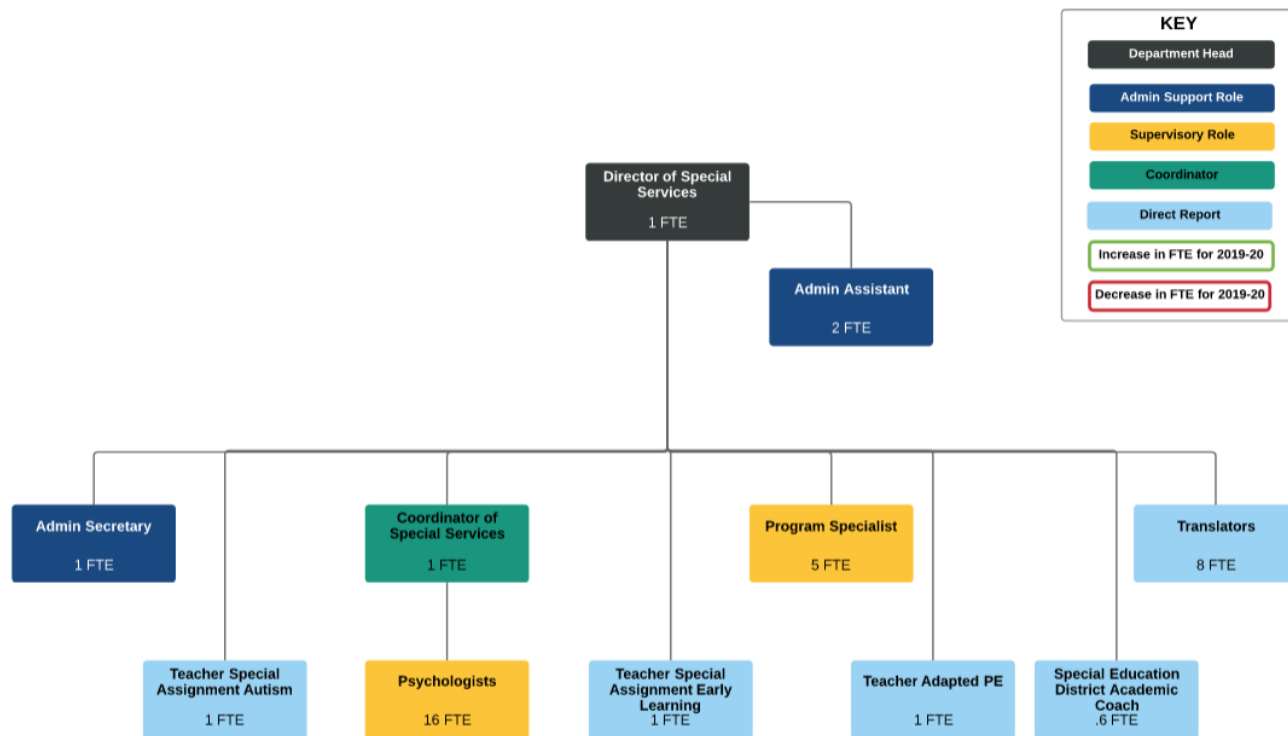 KEY
Department Head
Admin Support Role
Supervisory Role
Coordinator
Direct Report
Increase in FTE for 2019-20
Decrease in FTE for 2019-20
Director of Special
Services
1 FTE
Admin Assistant
2 FTE
Admin Secretary
1 FTE
Coordinator of
Special Services
1 FTE
Program Specialist
5 FTE
Translators
8 FTE
Teacher Special
Assignment Autism
1 FTE
Psychologists
16 FTE
Teacher Special
Assignment Early
Learning
1 FTE
Teacher Adapted PE
1 FTE
Special Education
District Academic
Coach
.6 FTE